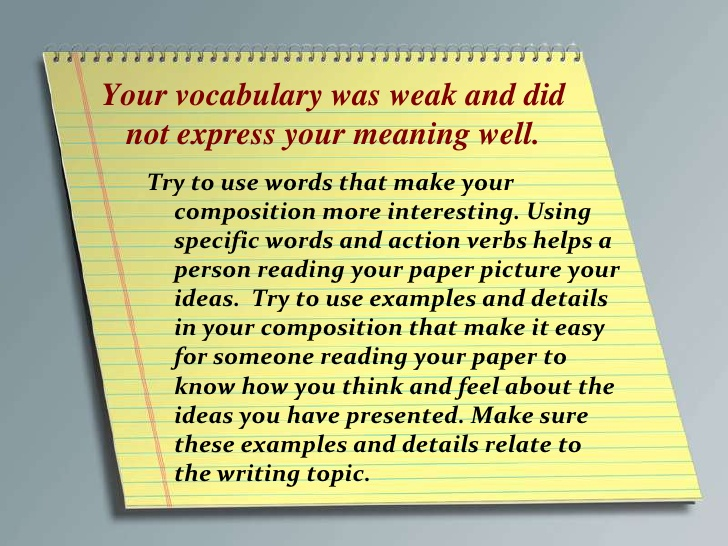 Your vocabulary was weak and did
not express your meaning well.
Try to use words that make your
composition more interesting. Using
specific words and action verbs helps a
person reading your paper picture your
ideas.  Try to use examples and details
in your composition that make it easy
for someone reading your paper to
know how you think and feel about the
ideas you have presented. Make sure
these examples and details relate to
the writing topic.